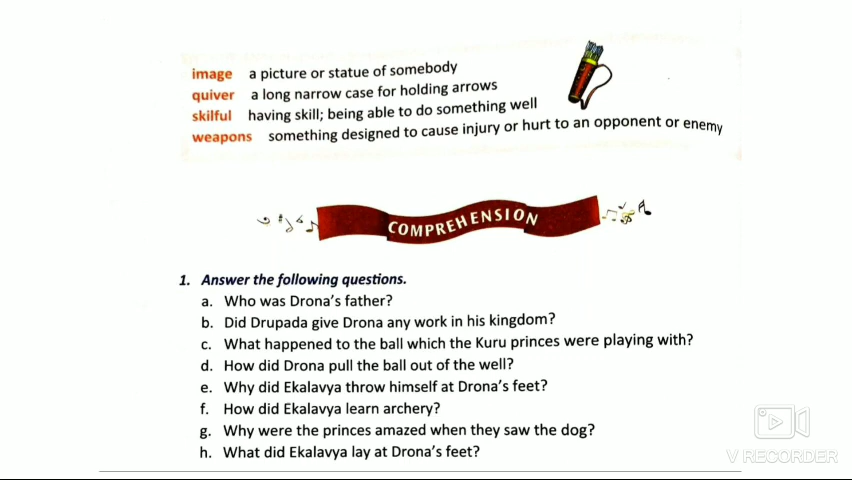 image a picture or statue of somebody
quiver a long narrow case for holding arrows
skilful having skill; being able to do something well
weapons something designed to cause injury or hurt to an opponent or enemy
COMPREHENSION
1. Answer the following questions.
a. Who was Drona's father?
b. Did Drupada give Drona any work in his kingdom?
c. What happened to the ball which the Kuru princes were playing with?
d. How did Drona pull the ball out of the well?
e. Why did Ekalavya throw himself at Drona's feet?
f. How did Ekalavya learn archery?
g. Why were the princes amazed when they saw the dog?
h. What did Ekalavya lay at Drona's feet?
V RECORDER